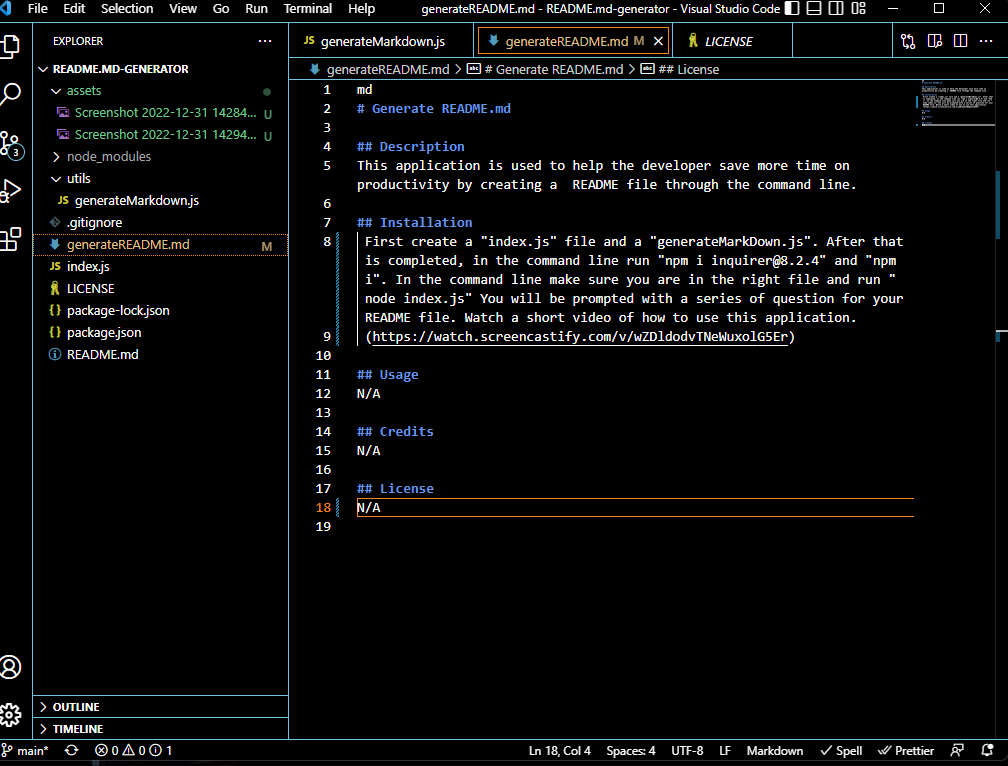 File Edit Selection View Go Run Terminal Help generateREADME.md - README.md-generator - Visual Studio Code
EXPLORER ...
README.MD-GENERATOR
assets
Screenshot 2022-12-31 14284... U
Screenshot 2022-12-31 14294... U
node_modules
utils
JS generateMarkdown.js
.gitignore
generateREADME.md M
JS index.js
LICENSE
{} package-lock.json
{} package.json
README.md
OUTLINE
TIMELINE
3
JS generateMarkdown.js generateREADME.md M LICENSE
generateREADME.md > # Generate README.md > ## License
1 md
2 # Generate README.md
3
4 ## Description
5 This application is used to help the developer save more time on
productivity by creating a  README file through the command line.
6
7 ## Installation
8 First create a "index.js" file and a "generateMarkDown.js". After that
is completed, in the command line run "npm i inquirer@8.2.4" and "npm
i". In the command line make sure you are in the right file and run "
node index.js" You will be prompted with a series of question for your
README file. Watch a short video of how to use this application.
9 (https://watch.screencastify.com/v/wZDldodvTNeWuxolG5Er)
10
11 ## Usage
12 N/A
13
14 ## Credits
15 N/A
16
17 ## License
18 N/A
19
main* 0 0 1 Ln 18, Col 4 Spaces: 4 UTF-8 LF Markdown Spell Prettier